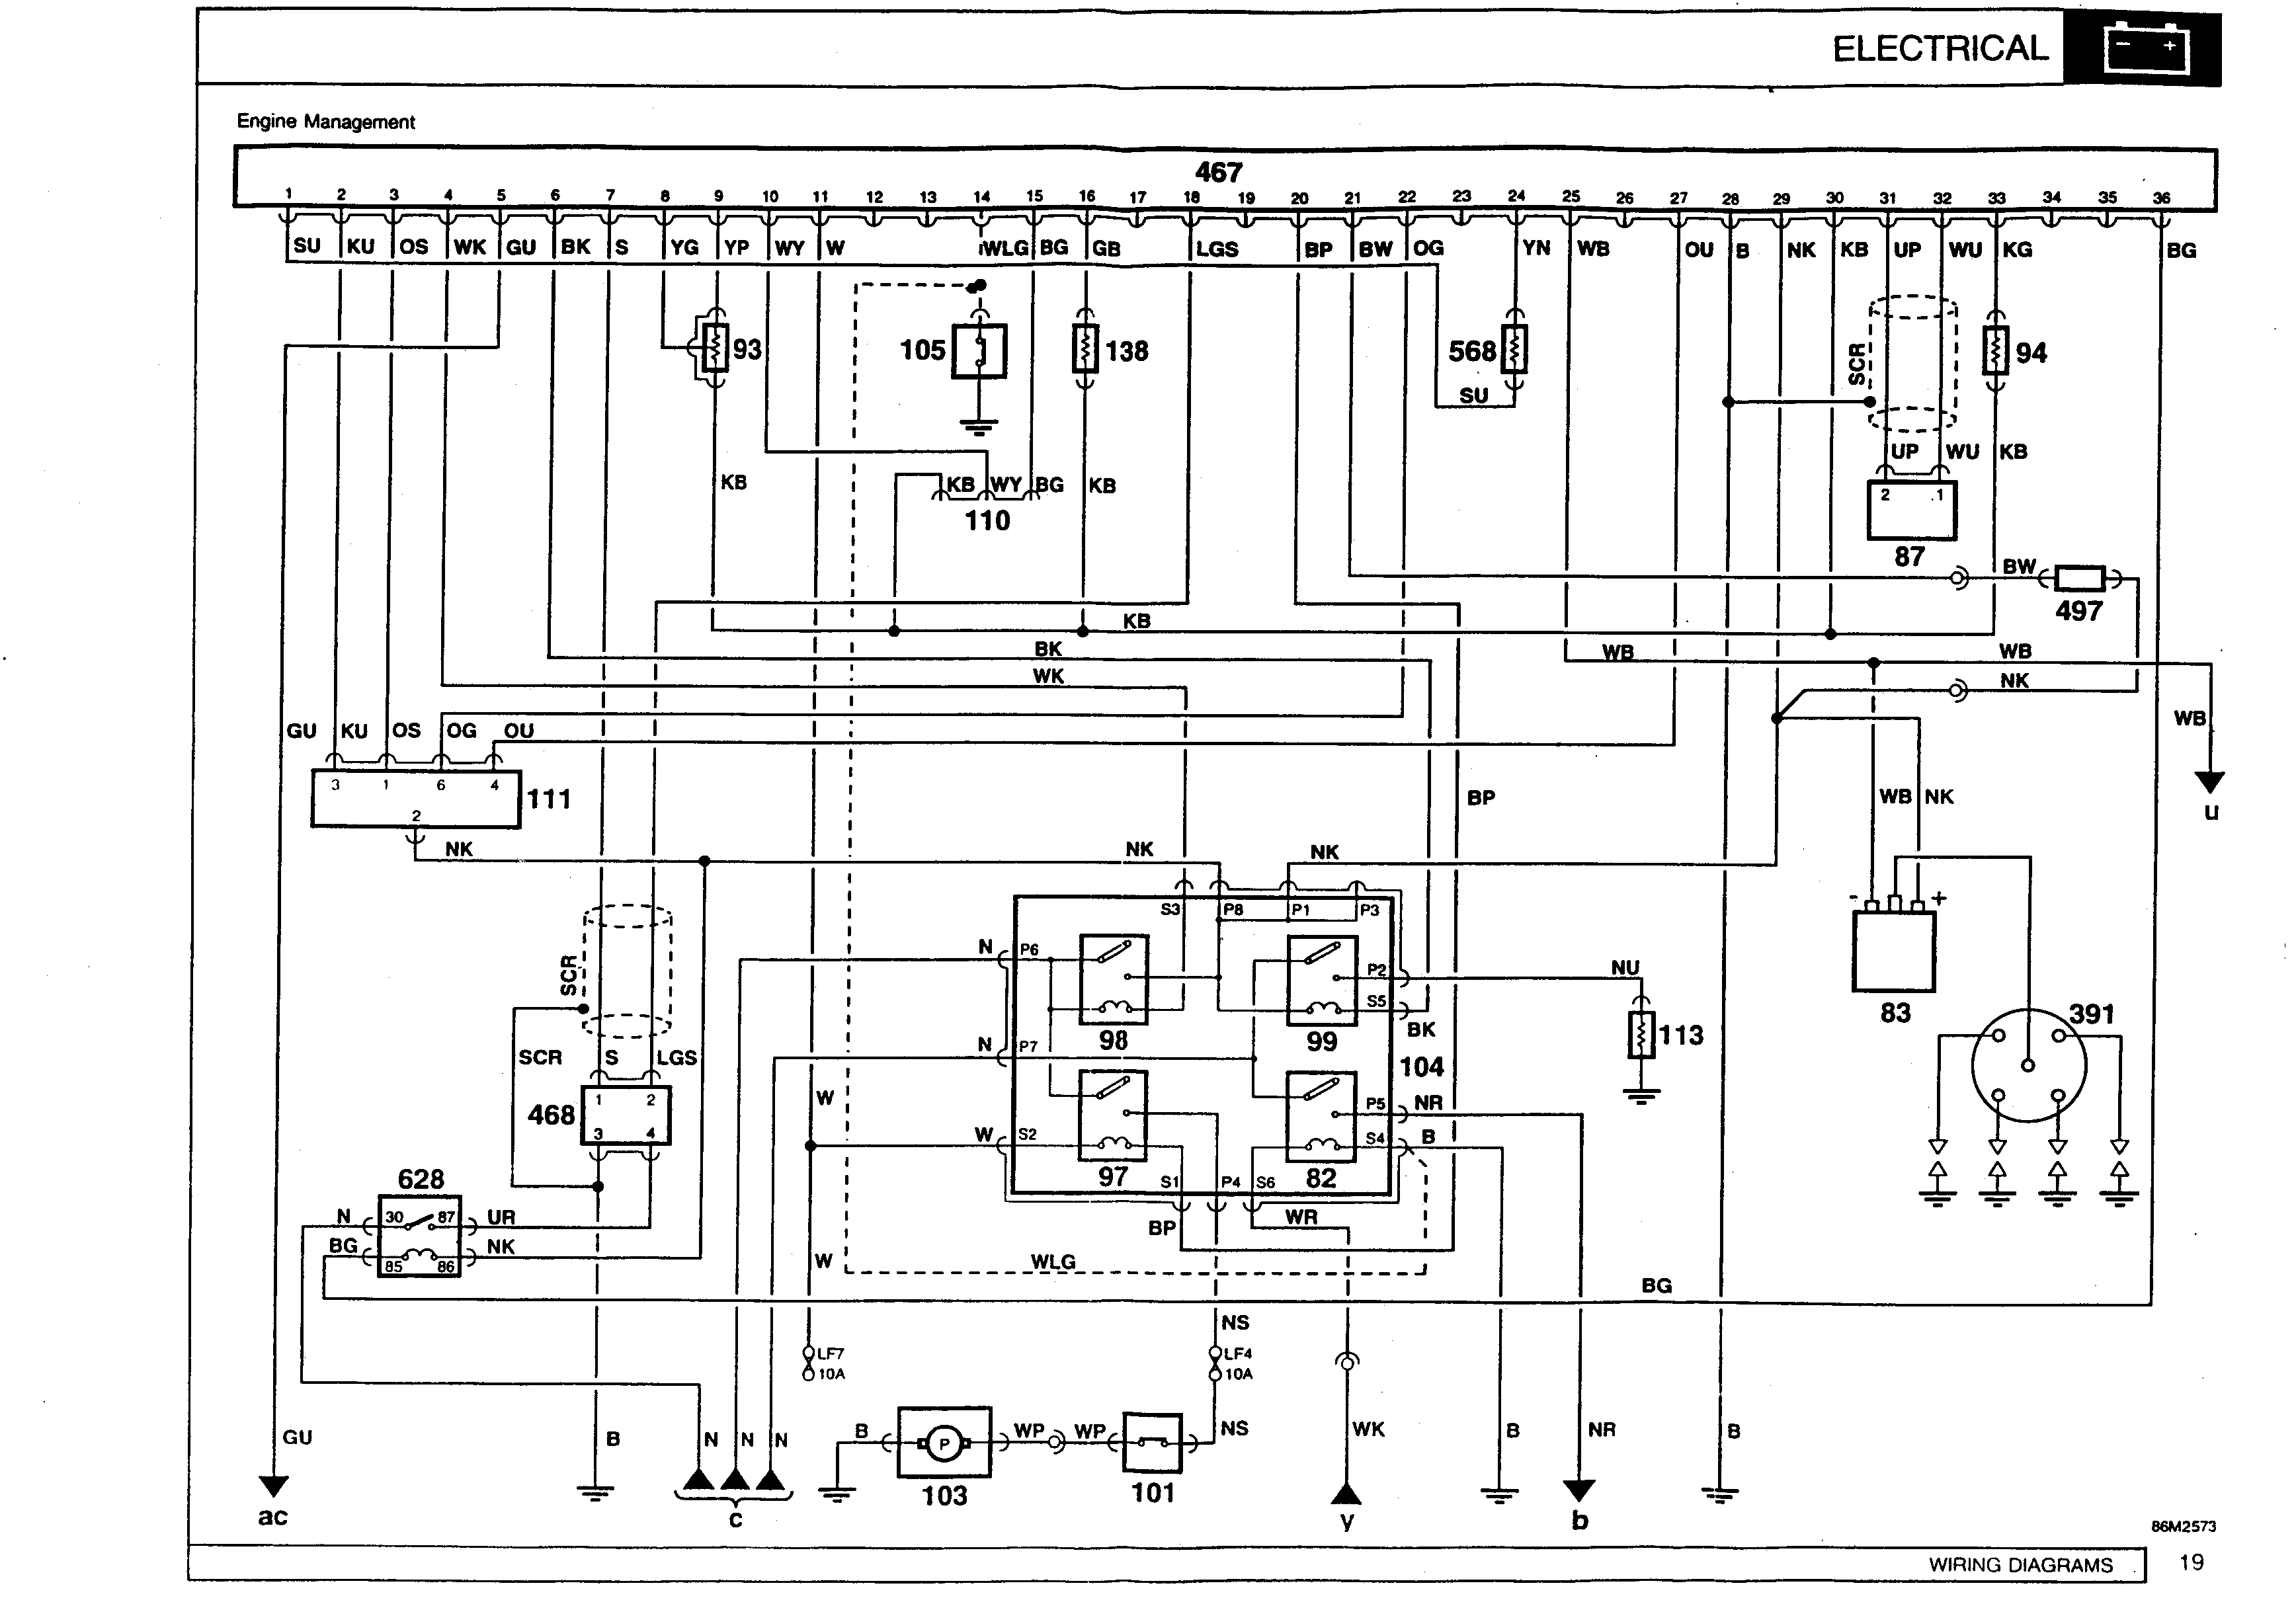 ELECTRICAL
Engine Management
467
1 2 3 4 5 6 7 8 9 10 11 12 13 14 15 16 17 18 19 20 21 22 23 24 25 26 27 28 29 30 31 32 33 34 35 36
SU KU OS WK GU BK S YG YP WY W WLG BG GB LGS BP BW OG YN WB OU B NK KB UP WU KG BG
93 105 138 568 SCR 94
SU
UP WU KB
KB KB WY BG KB
2 1
110
87
BW
497
KB
BK WB WB
WK NK
GU KU OS OG OU WB
3 1 6 4
111
2
BP WB NK
u
NK NK NK
- +
S3 P8 P1 P3
N P6 P2 NU
SCR S5
98 99 BK 83 391
113
SCR S LGS N P7 104
1 2
468
W P5 NR
3 4
W S2 S4 B
97 82
628 S1 P4 S6
N 30 87 UR BP WR
BG 85 86 NK
W WLG
BG
NS
LF7
10A
LF4
10A
GU B N N N B P WP WP NS WK B NR B
103 101
ac c y b
86M2573
WIRING DIAGRAMS 19